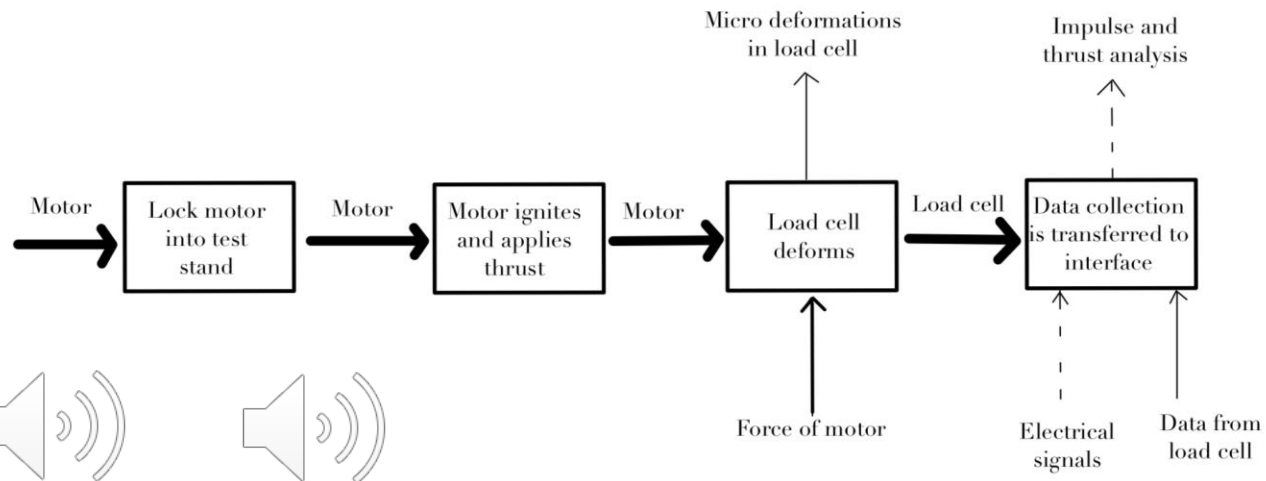 Micro deformations
in load cell
Impulse and
thrust analysis
Motor
Lock motor
into test
stand
Motor
Motor ignites
and applies
thrust
Motor
Load cell
deforms
Load cell
Data collection
is transferred to
interface
Force of motor
Electrical
signals
Data from
load cell